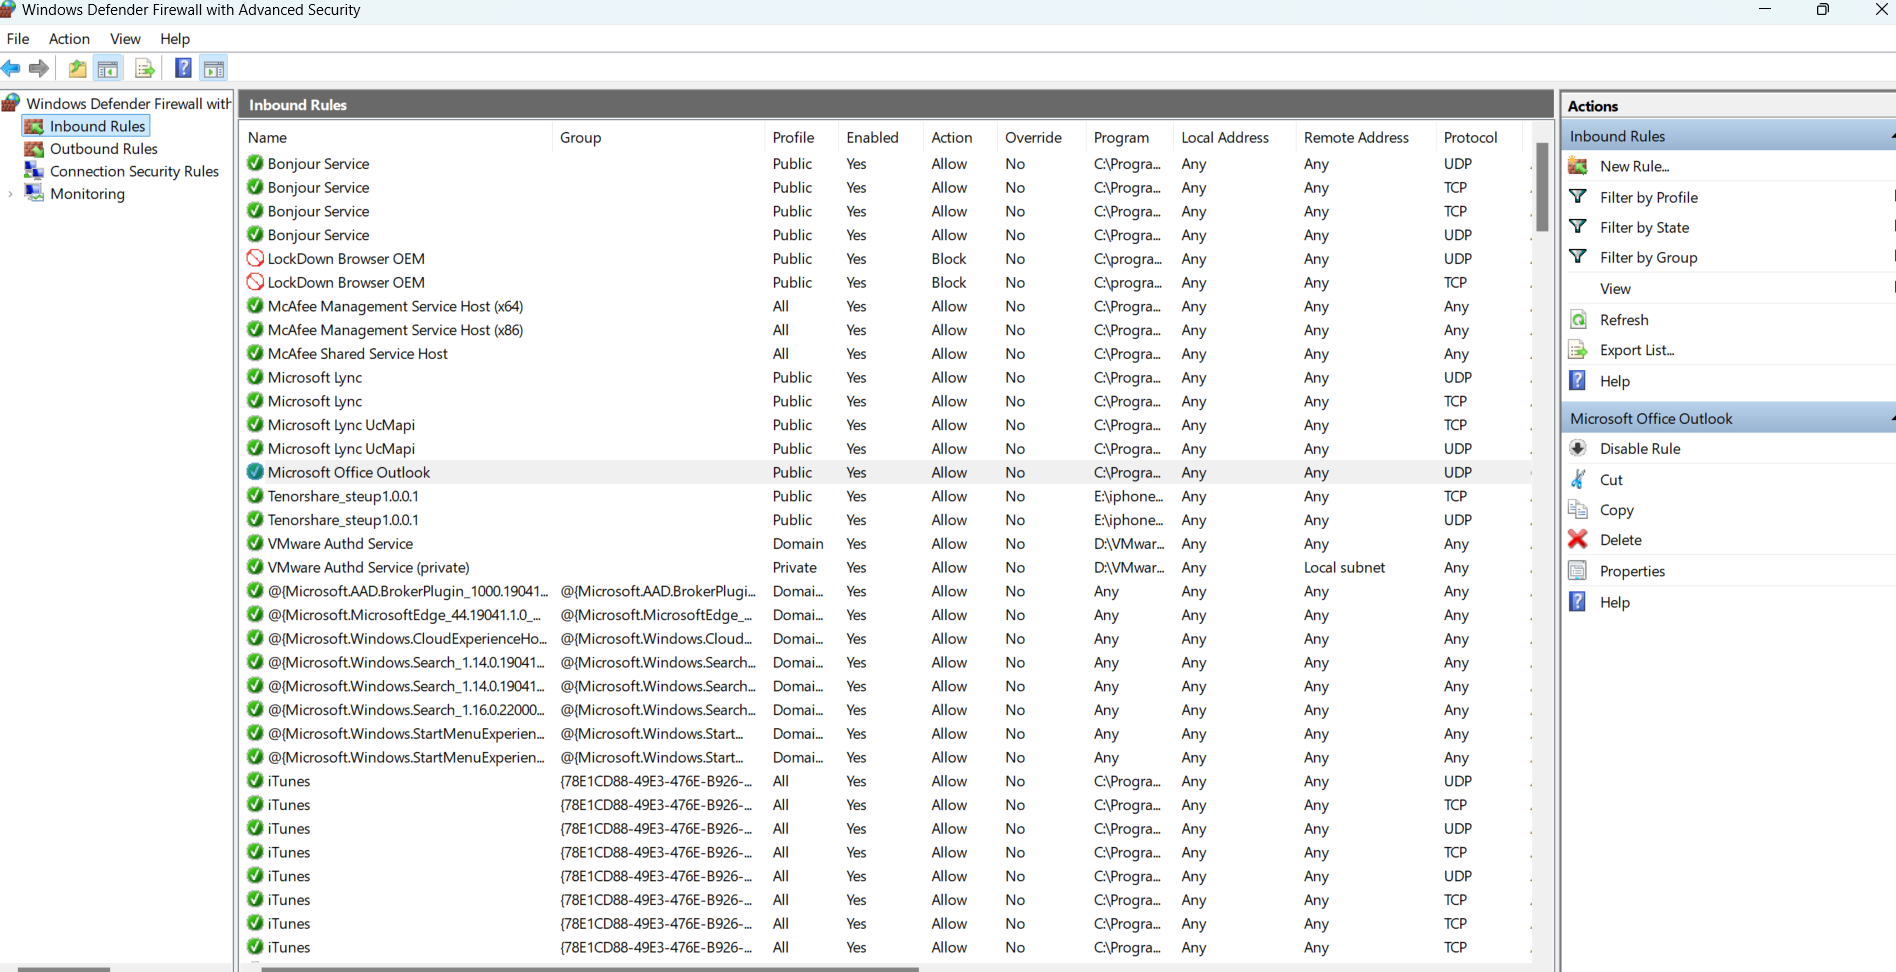 Windows Defender Firewall with Advanced Security
File Action View Help
Windows Defender Firewall with
Inbound Rules
Outbound Rules
Connection Security Rules
Monitoring
Inbound Rules
Name Group Profile Enabled Action Override Program Local Address Remote Address Protocol
Bonjour Service Public Yes Allow No C:\Progra... Any Any UDP
Bonjour Service Public Yes Allow No C:\Progra... Any Any TCP
Bonjour Service Public Yes Allow No C:\Progra... Any Any TCP
Bonjour Service Public Yes Allow No C:\Progra... Any Any UDP
LockDown Browser OEM Public Yes Block No C:\progra... Any Any UDP
LockDown Browser OEM Public Yes Block No C:\progra... Any Any TCP
McAfee Management Service Host (x64) All Yes Allow No C:\Progra... Any Any Any
McAfee Management Service Host (x86) All Yes Allow No C:\Progra... Any Any Any
McAfee Shared Service Host All Yes Allow No C:\Progra... Any Any Any
Microsoft Lync Public Yes Allow No C:\Progra... Any Any UDP
Microsoft Lync Public Yes Allow No C:\Progra... Any Any TCP
Microsoft Lync UcMapi Public Yes Allow No C:\Progra... Any Any TCP
Microsoft Lync UcMapi Public Yes Allow No C:\Progra... Any Any UDP
Microsoft Office Outlook Public Yes Allow No C:\Progra... Any Any UDP
Tenorshare_steup1.0.0.1 Public Yes Allow No E:\iphone... Any Any TCP
Tenorshare_steup1.0.0.1 Public Yes Allow No E:\iphone... Any Any UDP
VMware Authd Service Domain Yes Allow No D:\VMwar... Any Any Any
VMware Authd Service (private) Private Yes Allow No D:\VMwar... Any Local subnet Any
@{Microsoft.AAD.BrokerPlugin_1000.19041... @{Microsoft.AAD.BrokerPlugi... Domai... Yes Allow No Any Any Any Any
@{Microsoft.MicrosoftEdge_44.19041.1.0_... @{Microsoft.MicrosoftEdge_... Domai... Yes Allow No Any Any Any Any
@{Microsoft.Windows.CloudExperienceHo... @{Microsoft.Windows.Cloud... Domai... Yes Allow No Any Any Any Any
@{Microsoft.Windows.Search_1.14.0.19041... @{Microsoft.Windows.Search... Domai... Yes Allow No Any Any Any Any
@{Microsoft.Windows.Search_1.14.0.19041... @{Microsoft.Windows.Search... Domai... Yes Allow No Any Any Any Any
@{Microsoft.Windows.Search_1.16.0.22000... @{Microsoft.Windows.Search... Domai... Yes Allow No Any Any Any Any
@{Microsoft.Windows.StartMenuExperien... @{Microsoft.Windows.Start... Domai... Yes Allow No Any Any Any Any
@{Microsoft.Windows.StartMenuExperien... @{Microsoft.Windows.Start... Domai... Yes Allow No Any Any Any Any
iTunes {78E1CD88-49E3-476E-B926-... All Yes Allow No C:\Progra... Any Any UDP
iTunes {78E1CD88-49E3-476E-B926-... All Yes Allow No C:\Progra... Any Any TCP
iTunes {78E1CD88-49E3-476E-B926-... All Yes Allow No C:\Progra... Any Any UDP
iTunes {78E1CD88-49E3-476E-B926-... All Yes Allow No C:\Progra... Any Any TCP
iTunes {78E1CD88-49E3-476E-B926-... All Yes Allow No C:\Progra... Any Any UDP
iTunes {78E1CD88-49E3-476E-B926-... All Yes Allow No C:\Progra... Any Any TCP
iTunes {78E1CD88-49E3-476E-B926-... All Yes Allow No C:\Progra... Any Any TCP
iTunes {78E1CD88-49E3-476E-B926-... All Yes Allow No C:\Progra... Any Any TCP
Actions
Inbound Rules
New Rule...
Filter by Profile
Filter by State
Filter by Group
View
Refresh
Export List...
Help
Microsoft Office Outlook
Disable Rule
Cut
Copy
Delete
Properties
Help